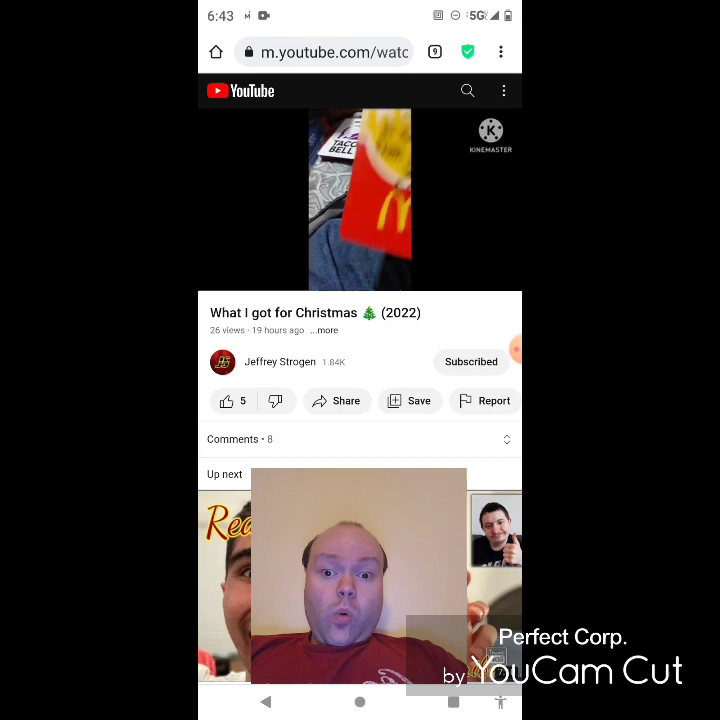 6:43
5G
m.youtube.com/watc
9
YouTube
TACO
BELL
K
KINEMASTER
What I got for Christmas 🎄 (2022)
26 views · 19 hours ago ...more
JS
Jeffrey Strogen 1.84K
Subscribed
5
Share
Save
Report
Comments • 8
Up next
Rea
Perfect Corp.
by YouCam Cut